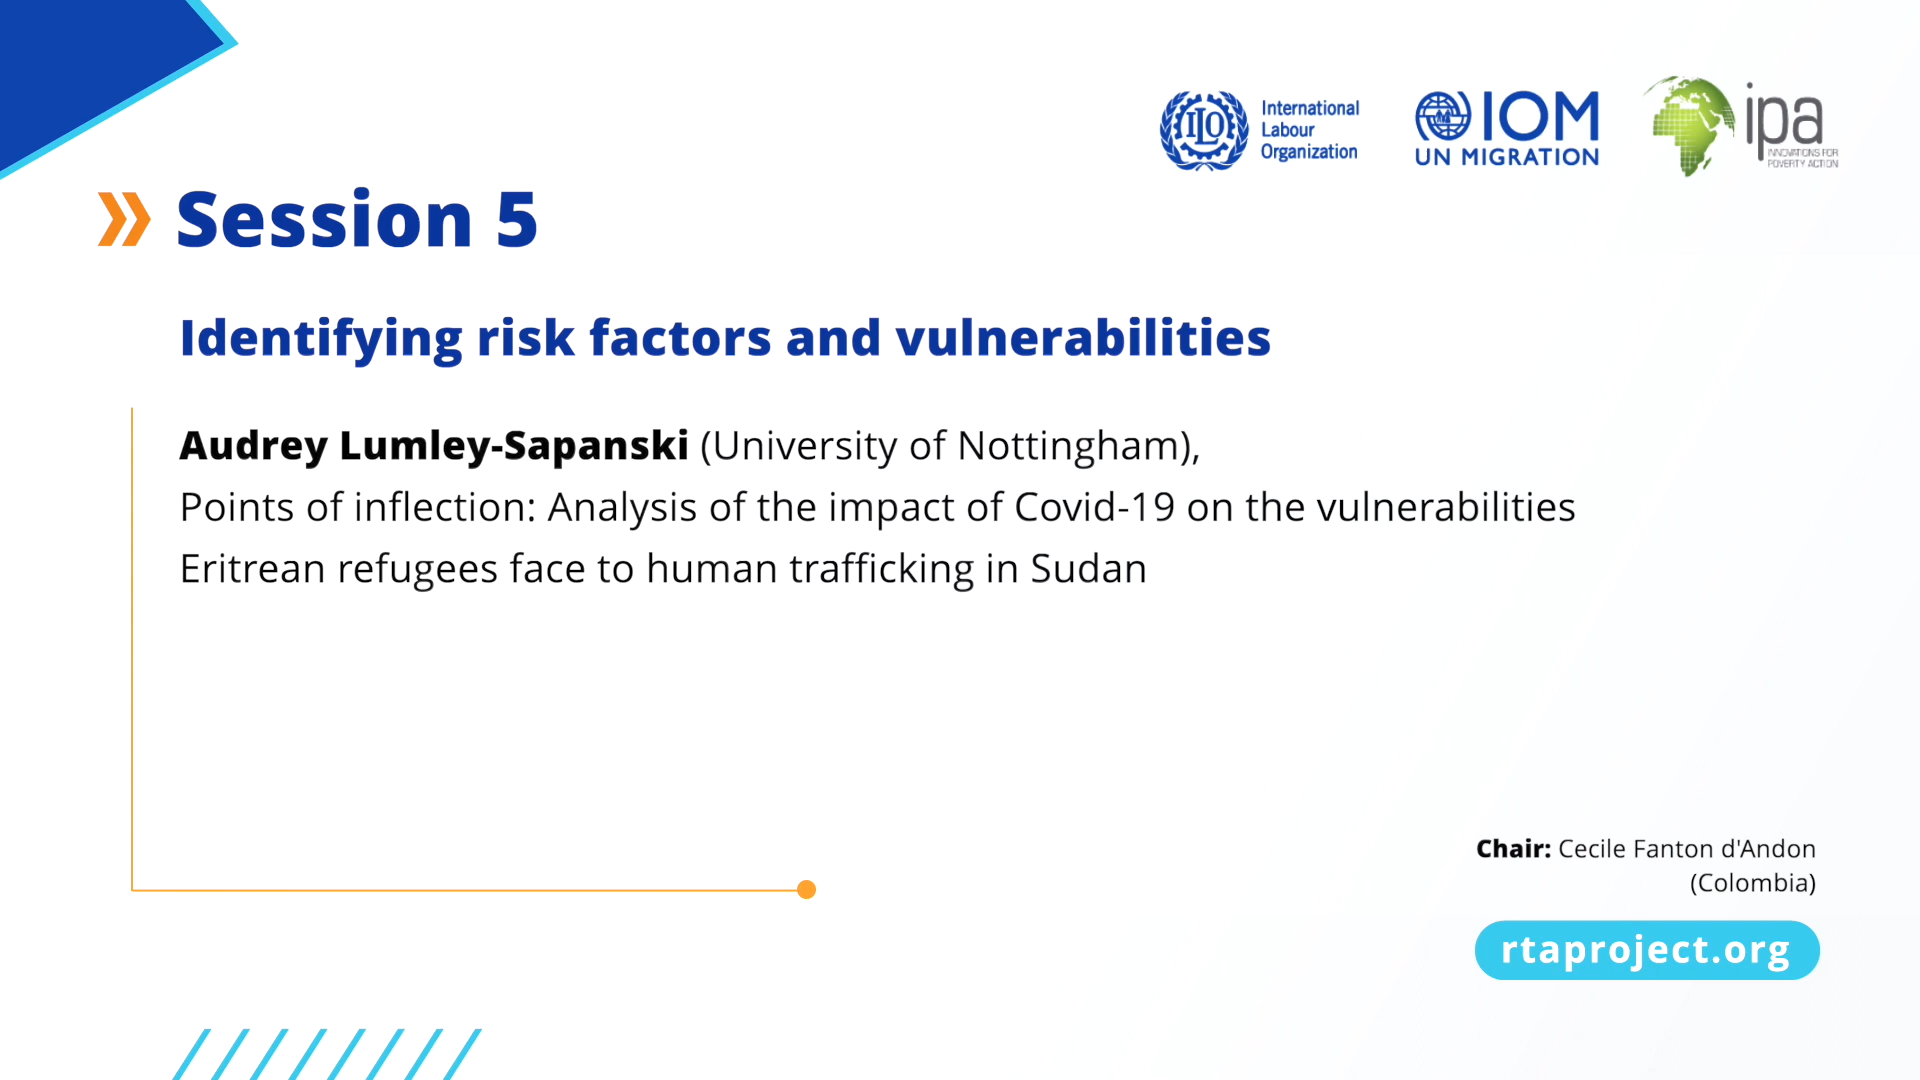 ILO
International
Labour
Organization
IOM
UN MIGRATION
ipa
INNOVATIONS FOR
POVERTY ACTION
Session 5
Identifying risk factors and vulnerabilities
Audrey Lumley-Sapanski (University of Nottingham),
Points of inflection: Analysis of the impact of Covid-19 on the vulnerabilities
Eritrean refugees face to human trafficking in Sudan
Chair: Cecile Fanton d'Andon
(Colombia)
rtaproject.org